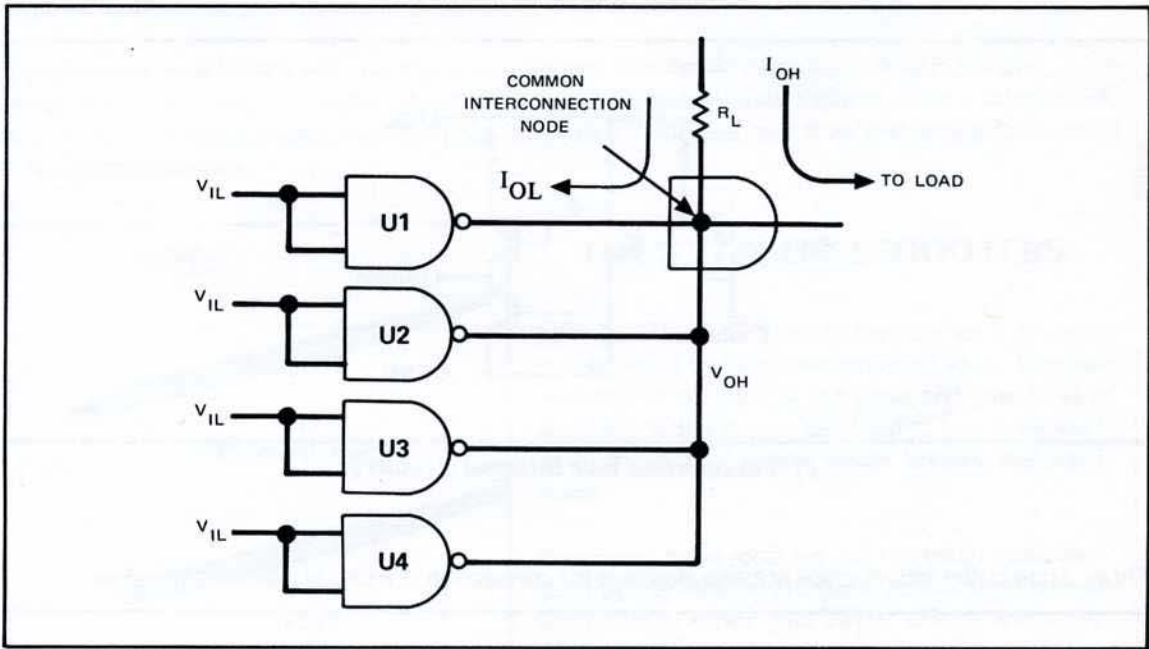 COMMON
INTERCONNECTION
NODE
I_OH
R_L
I_OL
TO LOAD
V_IL
U1
V_IL
U2
V_OH
V_IL
U3
V_IL
U4